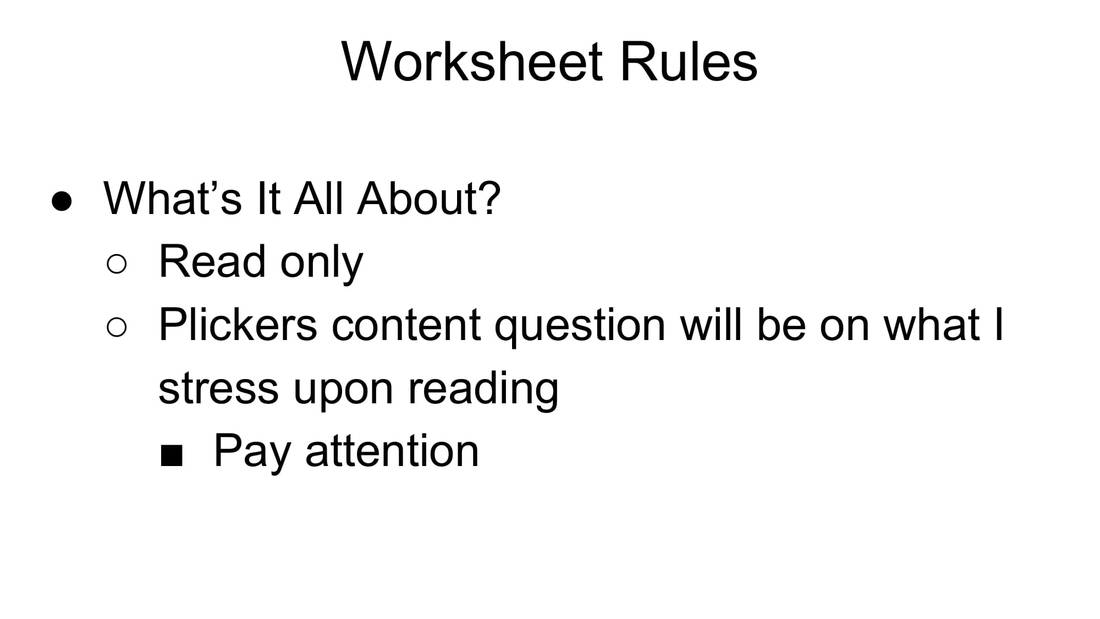 Worksheet Rules
● What’s It All About?
○ Read only
○ Plickers content question will be on what I
stress upon reading
■ Pay attention